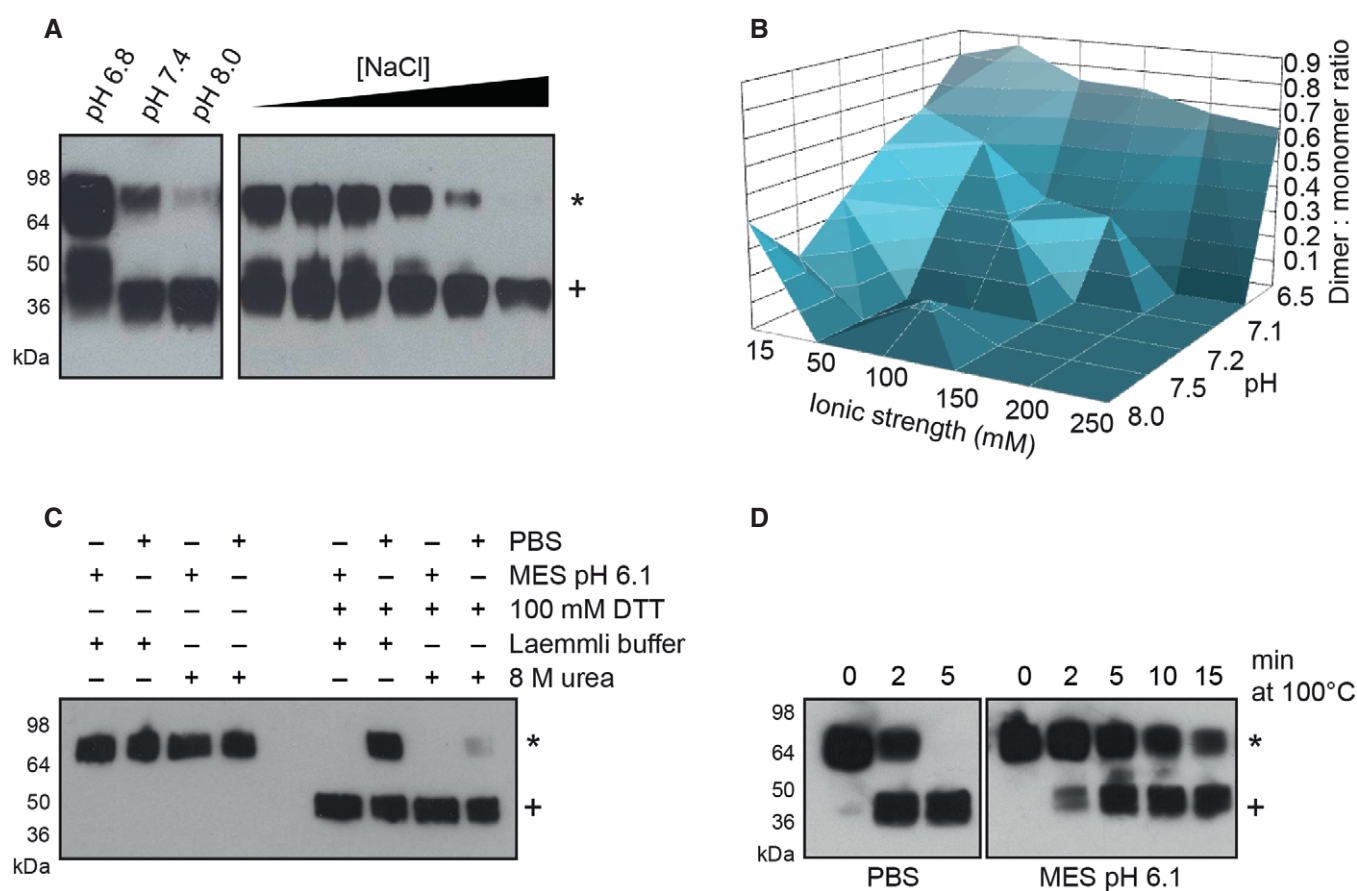 A
pH 6.8
pH 7.4
pH 8.0
[NaCl]
98
64
50
36
kDa
*
+
B
0.9
0.8
0.7
0.6
0.5
0.4
0.3
0.2
0.1
Dimer : monomer ratio
6.5
7.1
7.2
7.5
8.0
pH
15
50
100
150
200
250
Ionic strength (mM)
C
– + – + – + – + PBS
+ – + – + – + – MES pH 6.1
– – – – + + + + 100 mM DTT
+ + – – + + – – Laemmli buffer
– – + + – – + + 8 M urea
98
64
50
36
kDa
*
+
D
0 2 5 0 2 5 10 15 min
at 100°C
98
64
50
36
kDa
*
+
PBS
MES pH 6.1